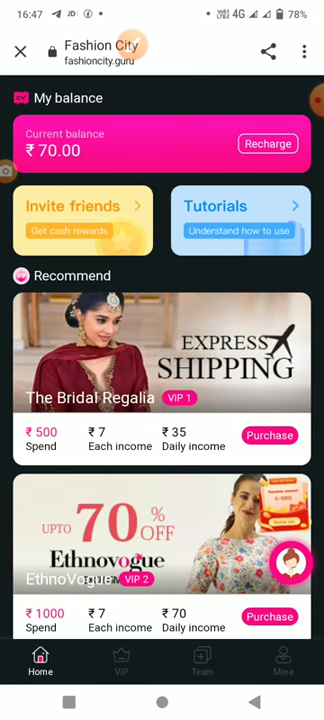 16:47
JD
4G
78%
Fashion City
fashioncity.guru
My balance
Current balance
₹ 70.00
Recharge
Invite friends
Get cash rewards
Tutorials
Understand how to use
Recommend
EXPRESS
SHIPPING
The Bridal Regalia VIP 1
₹ 500 ₹ 7 ₹ 35 Purchase
Spend Each income Daily income
UPTO 70 % OFF
Ethnovogue
EthnoVogue VIP 2
₹ 1000 ₹ 7 ₹ 70 Purchase
Spend Each income Daily income
Home VIP Team Mine